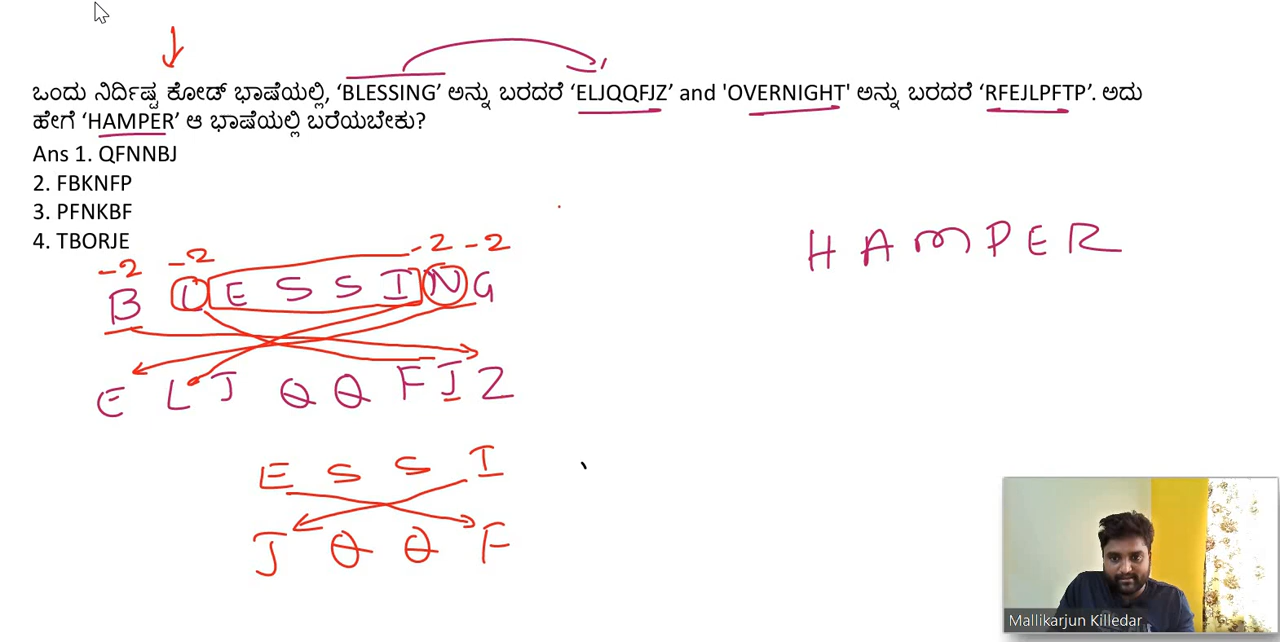 ಒಂದು ನಿರ್ದಿಷ್ಟ ಕೋಡ್ ಭಾಷೆಯಲ್ಲಿ, ‘BLESSING’ ಅನ್ನು ಬರದರೆ ‘ELJQQFJZ’ and 'OVERNIGHT' ಅನ್ನು ಬರದರೆ ‘RFEJLPFTP’. ಅದು
ಹೇಗೆ ‘HAMPER’ ಆ ಭಾಷೆಯಲ್ಲಿ ಬರೆಯಬೇಕು?
Ans 1. QFNNBJ
2. FBKNFP
3. PFNKBF
4. TBORJE
HAMPER
-2 -2 -2 -2
B L E S S I N G
E L J Q Q F J Z
E S S I
J Q Q F
Mallikarjun Killedar